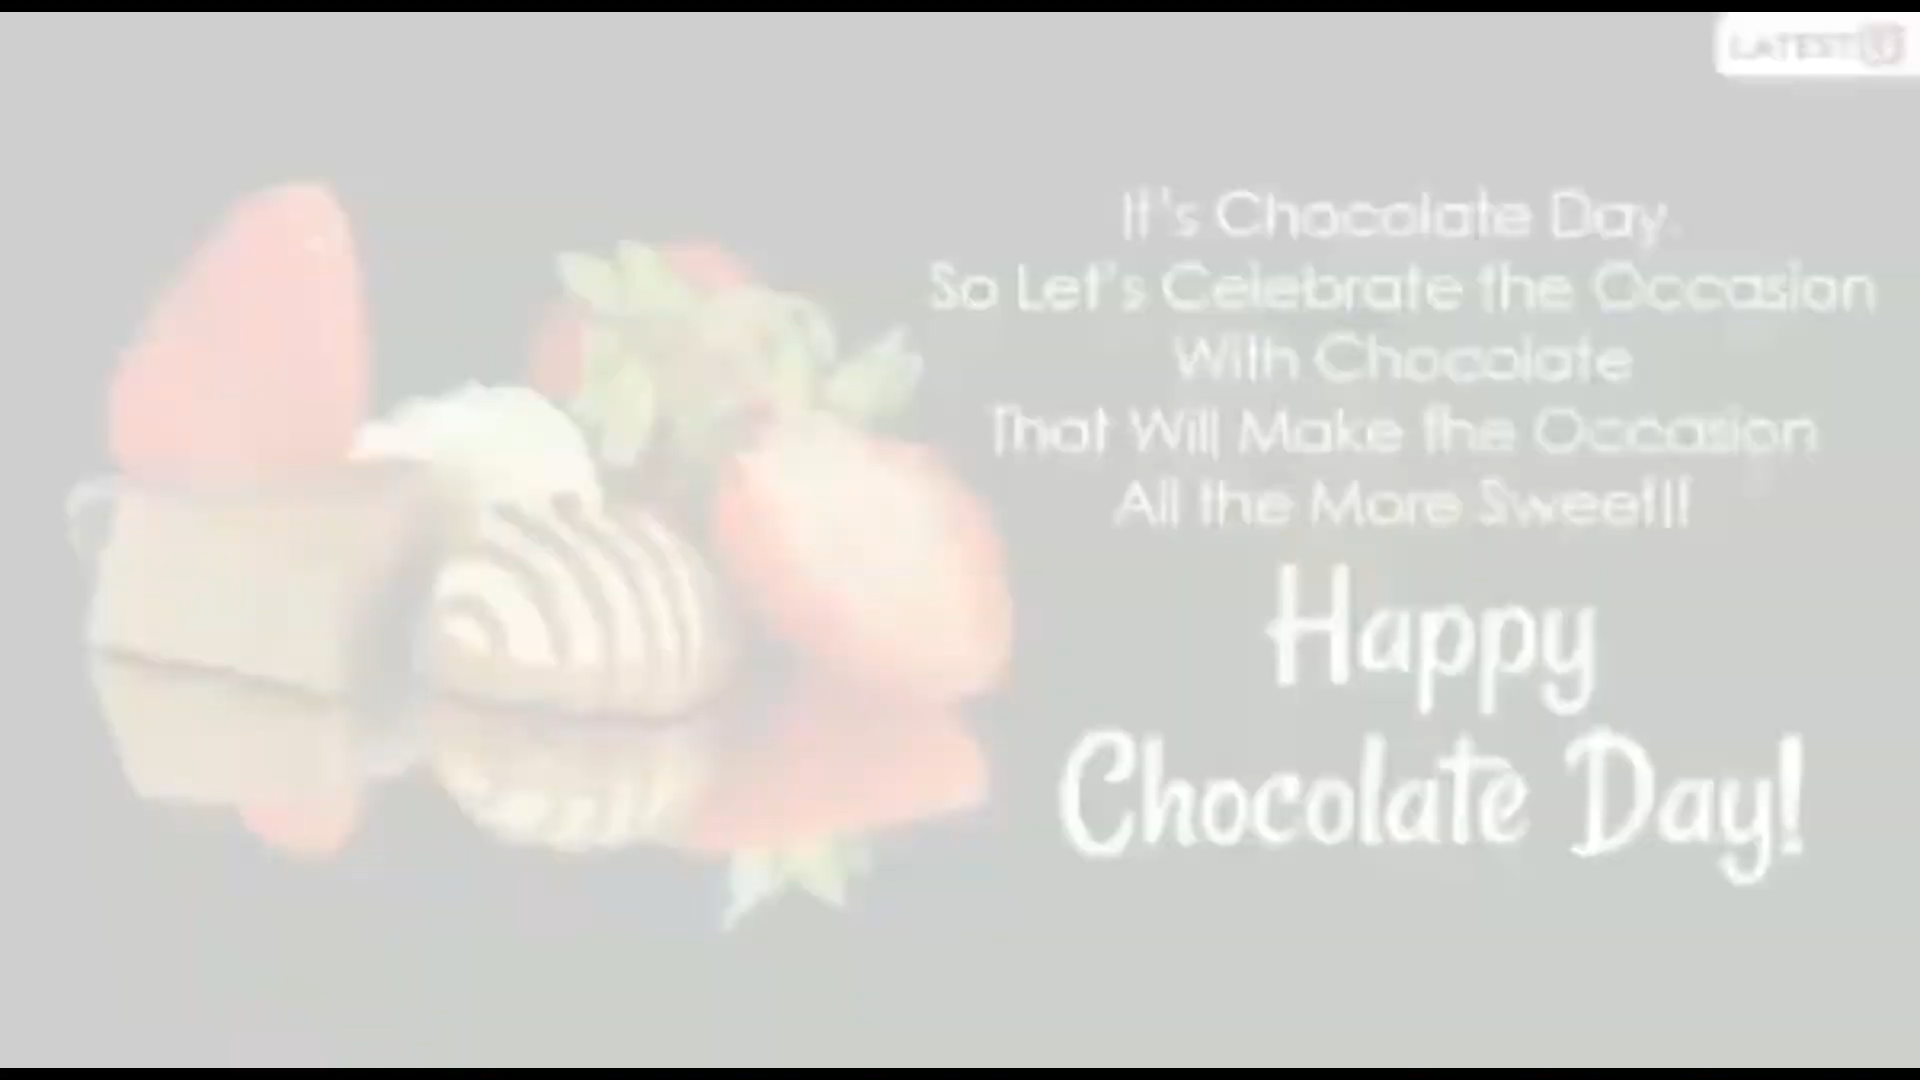 LATESTLY
It's Chocolate Day.
So Let's Celebrate the Occasion
With Chocolate
That Will Make the Occasion
All the More Sweet!!
Happy
Chocolate Day!